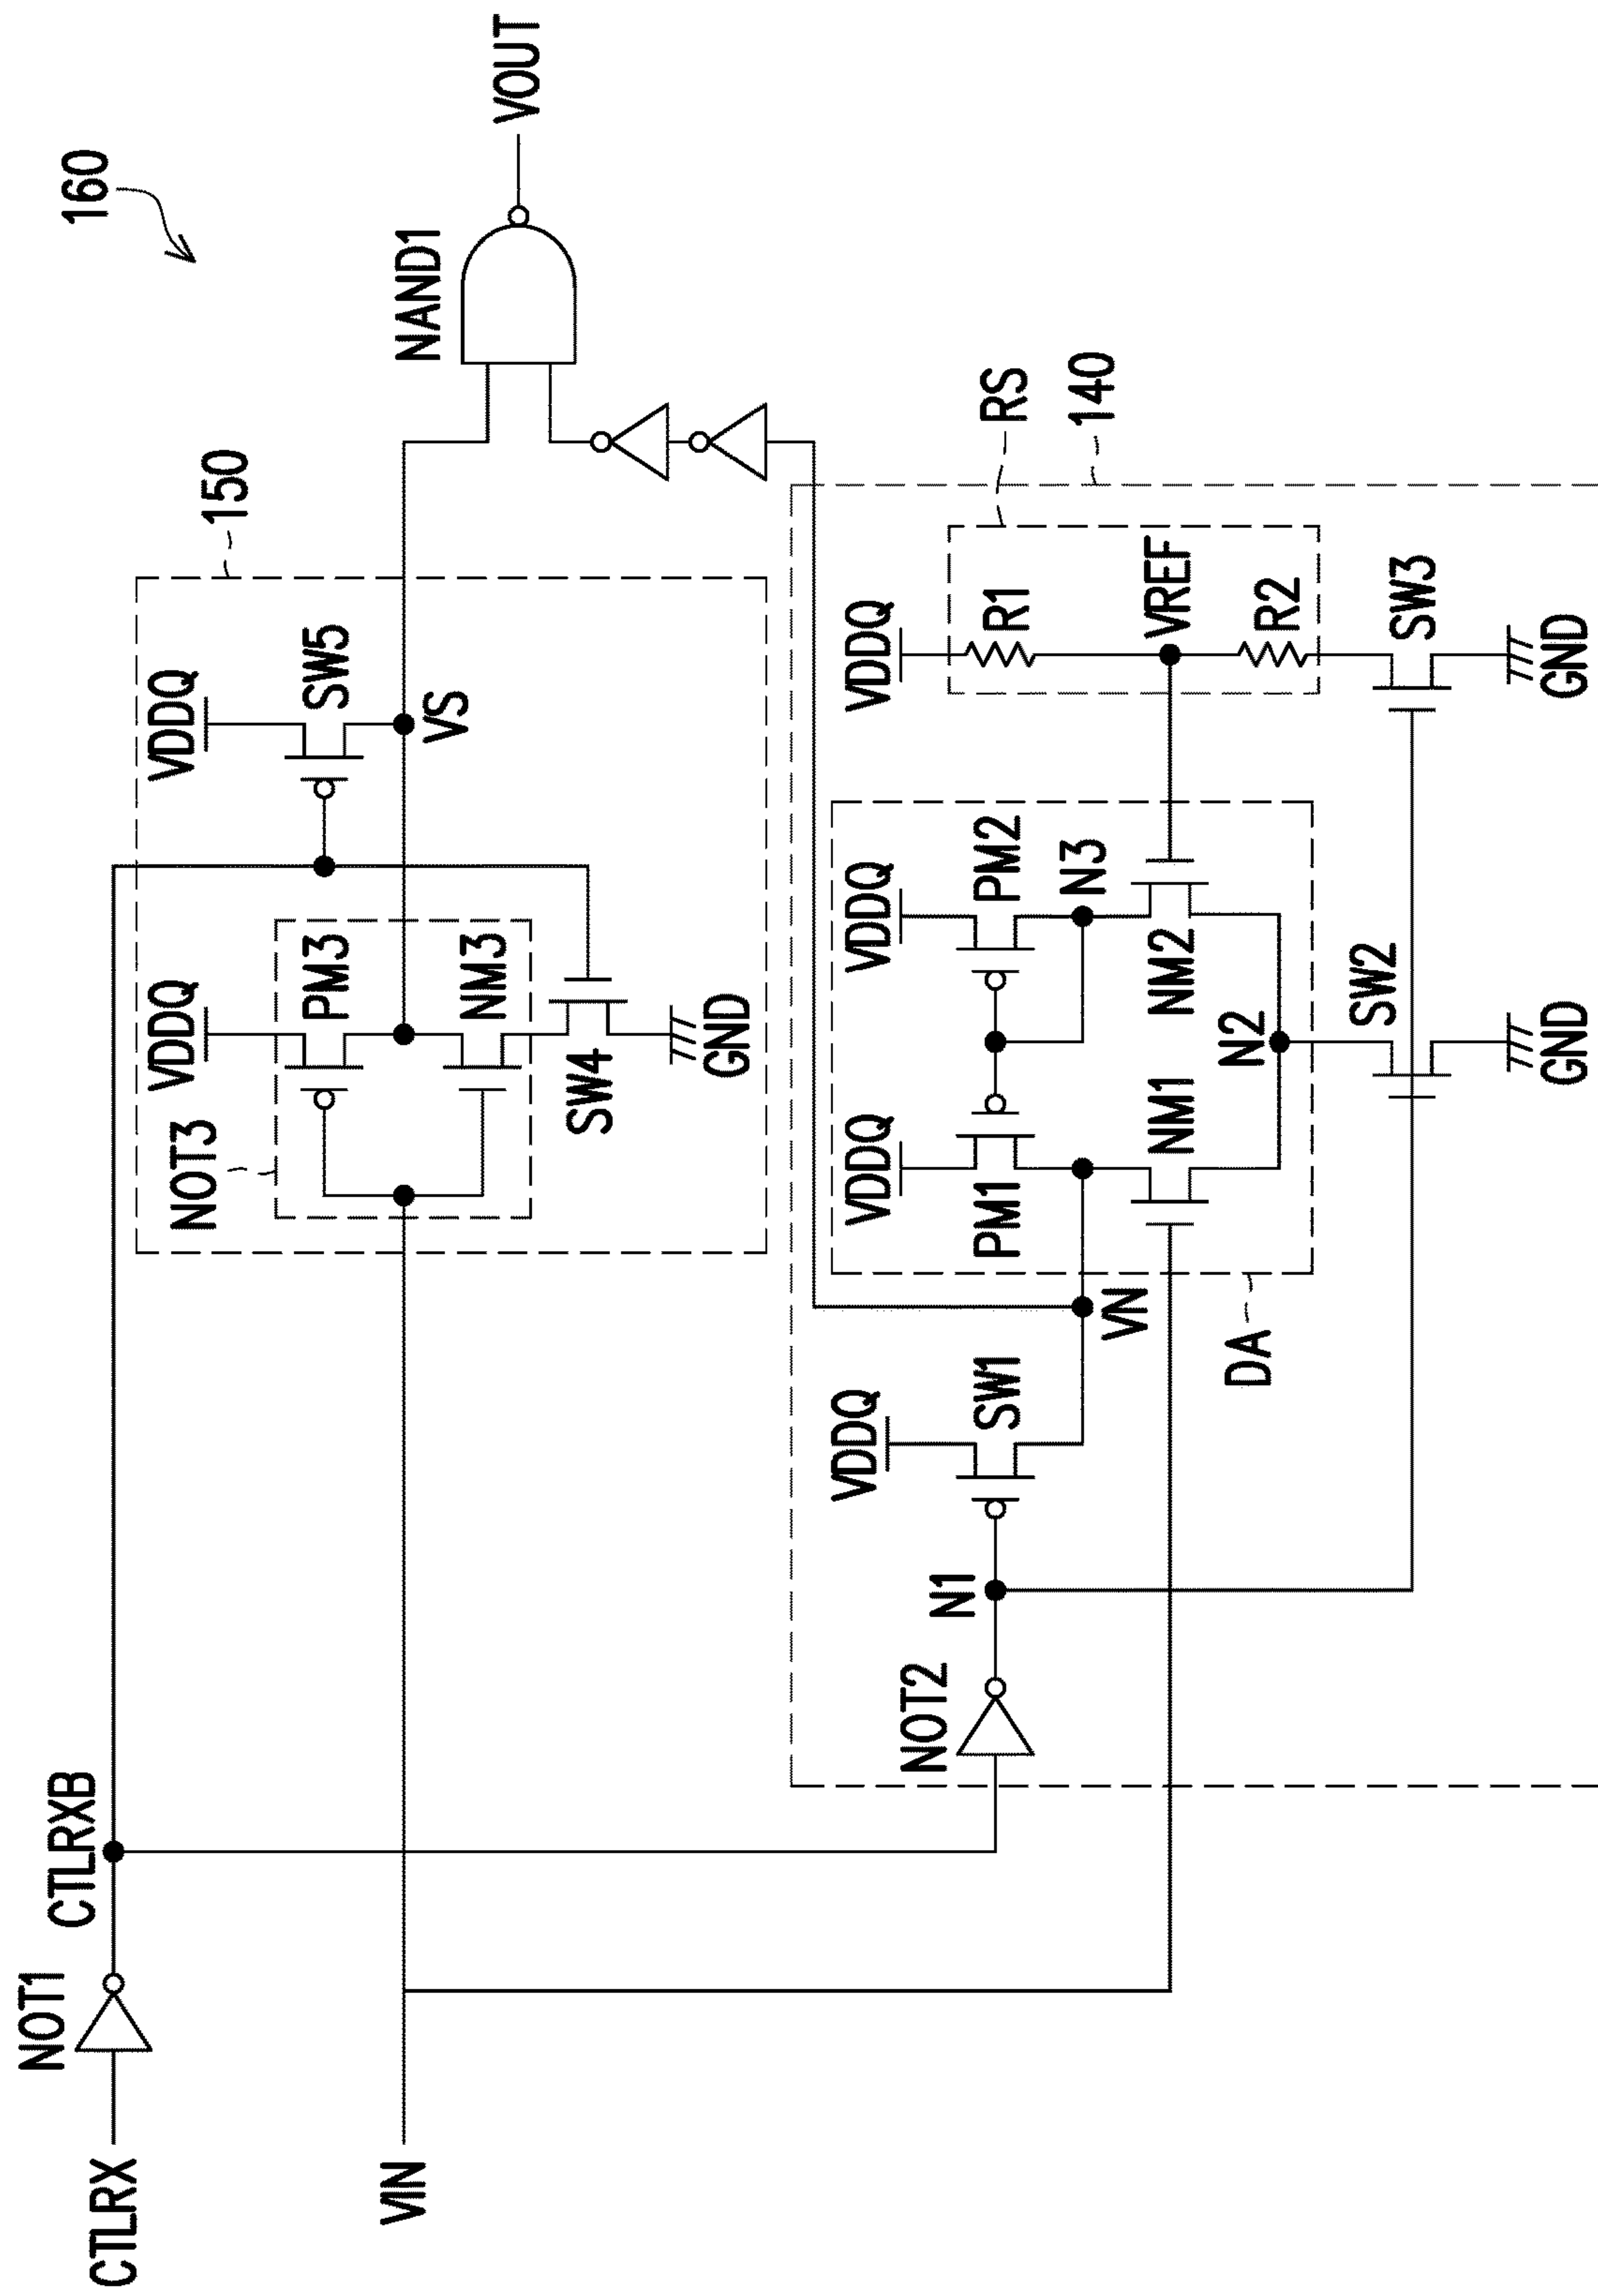 160
CTLRX
NOT1
CTLRXB
VIN
150
NOT3
VDDQ
PM3
NM3
SW4
GND
VDDQ
SW5
VS
NAND1
VOUT
140
NOT2
N1
VDDQ
SW1
VN
DA
VDDQ
PM1
NM1
VDDQ
PM2
N3
NM2
N2
SW2
GND
RS
VDDQ
R1
VREF
R2
SW3
GND